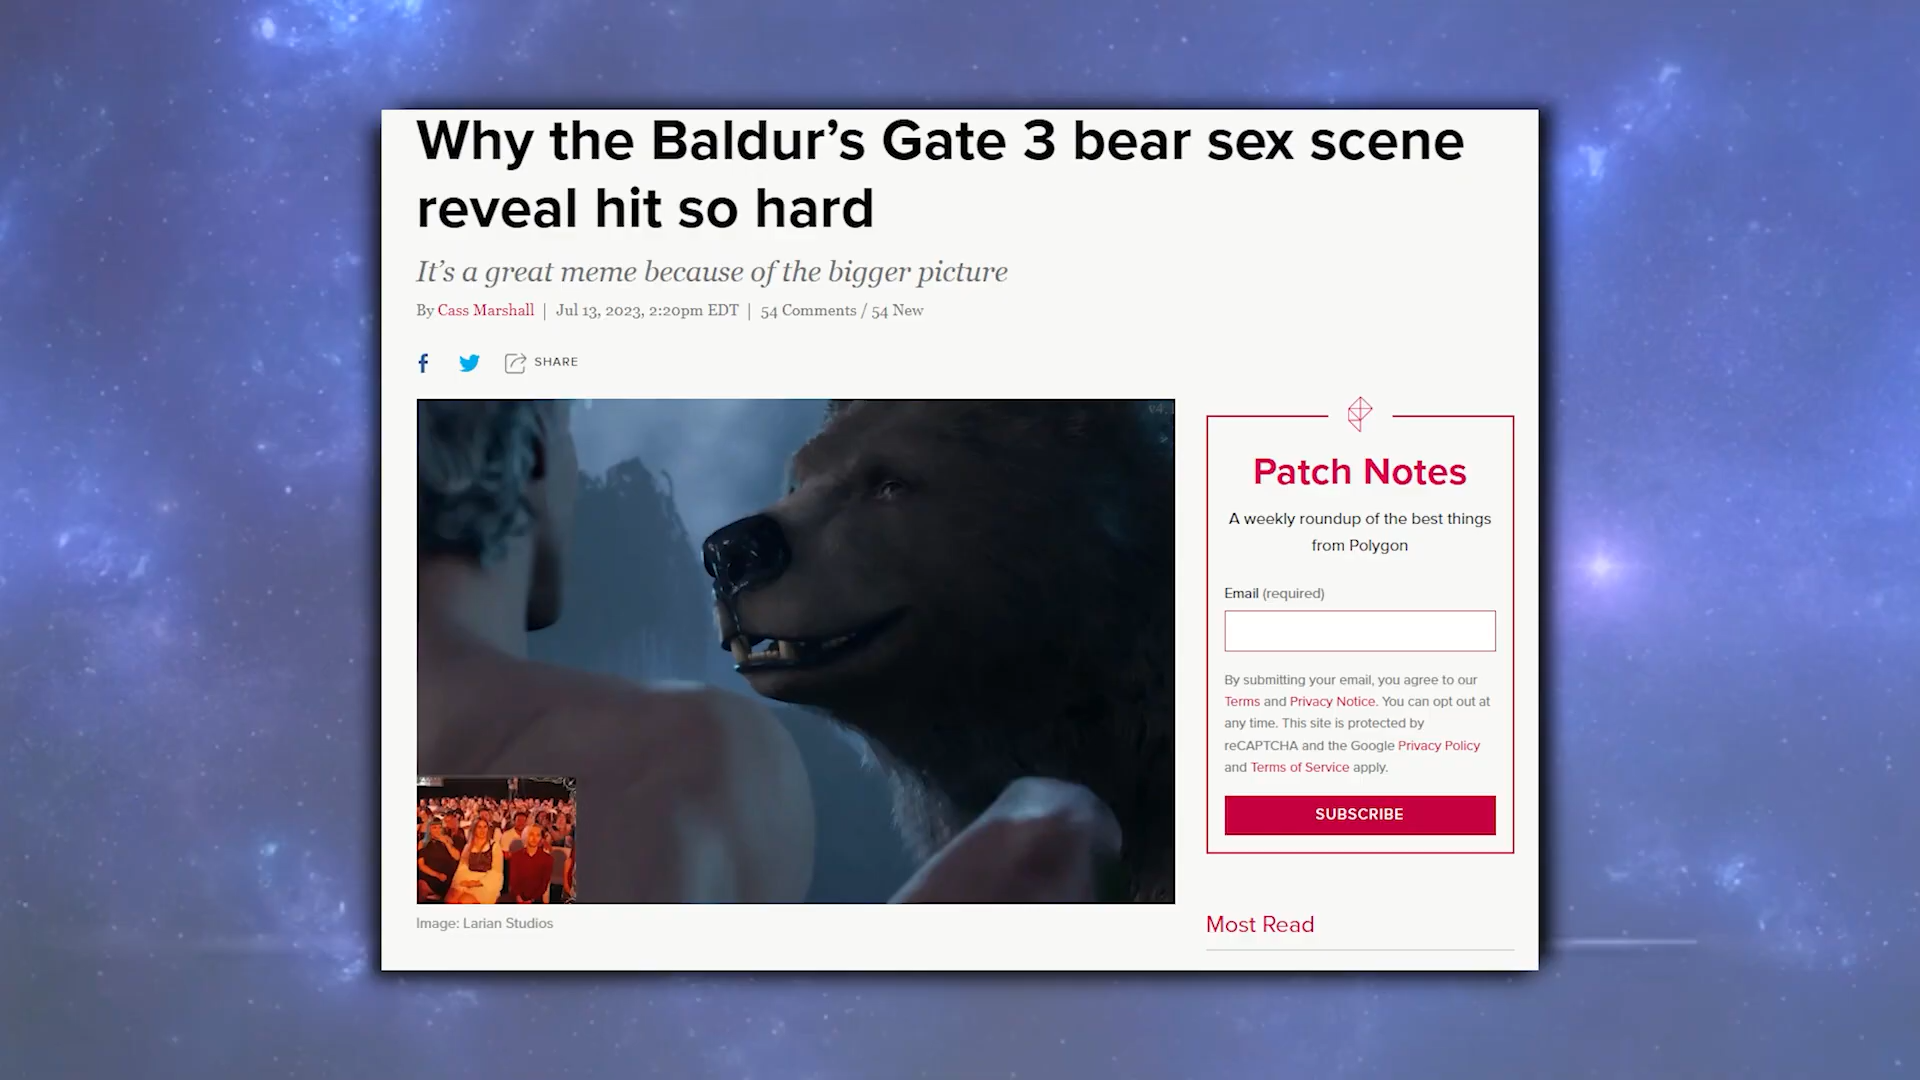 Why the Baldur’s Gate 3 bear sex scene
reveal hit so hard
It’s a great meme because of the bigger picture
By Cass Marshall | Jul 13, 2023, 2:20pm EDT | 54 Comments / 54 New
SHARE
Image: Larian Studios
Patch Notes
A weekly roundup of the best things
from Polygon
Email (required)
By submitting your email, you agree to our
Terms and Privacy Notice. You can opt out at
any time. This site is protected by
reCAPTCHA and the Google Privacy Policy
and Terms of Service apply.
SUBSCRIBE
Most Read